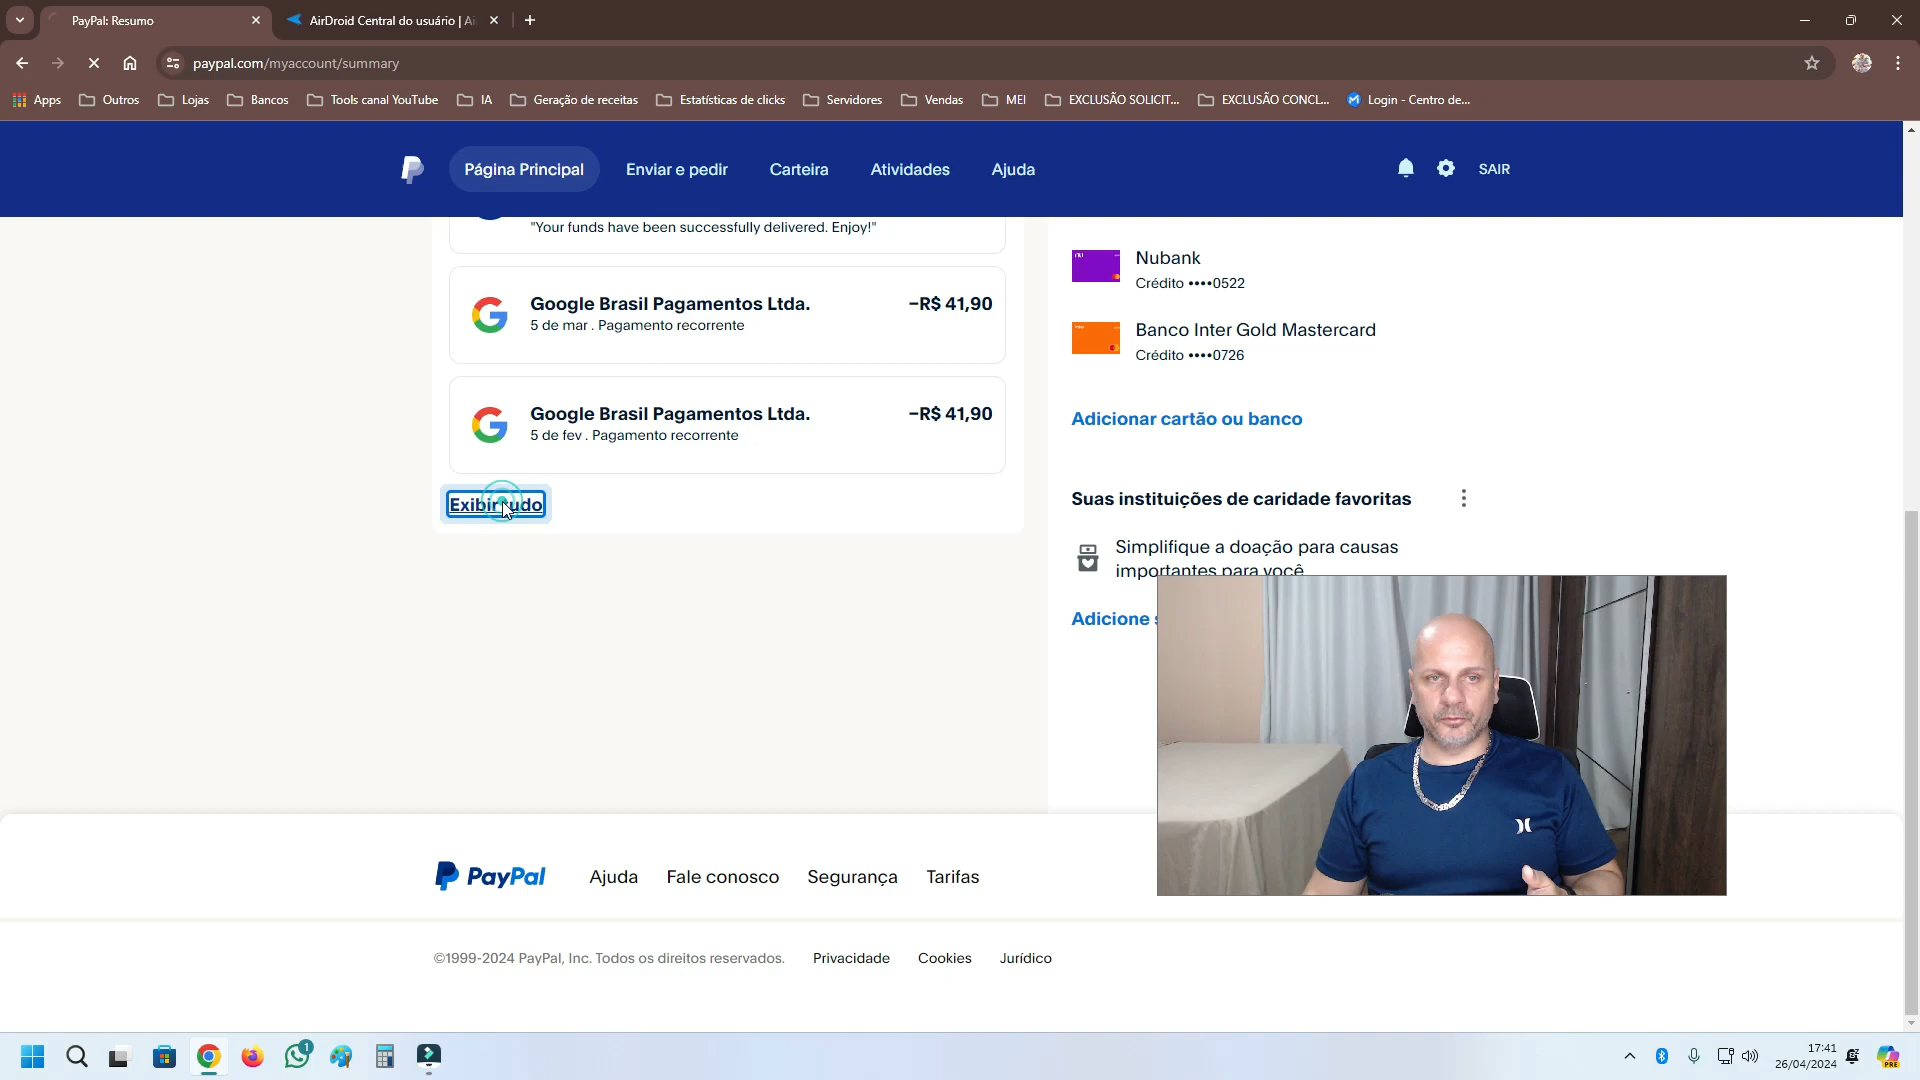 PayPal: Resumo
AirDroid Central do usuário | Ai
paypal.com/myaccount/summary
Apps
Outros
Lojas
Bancos
Tools canal YouTube
IA
Geração de receitas
Estatísticas de clicks
Servidores
Vendas
MEI
EXCLUSÃO SOLICIT...
EXCLUSÃO CONCL...
Login - Centro de...
Página Principal
Enviar e pedir
Carteira
Atividades
Ajuda
SAIR
"Your funds have been successfully delivered. Enjoy!"
Google Brasil Pagamentos Ltda.
−R$ 41,90
5 de mar . Pagamento recorrente
Google Brasil Pagamentos Ltda.
−R$ 41,90
5 de fev . Pagamento recorrente
Exibir tudo
Nubank
Crédito ••••0522
Banco Inter Gold Mastercard
Crédito ••••0726
Adicionar cartão ou banco
Suas instituições de caridade favoritas
Simplifique a doação para causas
importantes para você
Adicione
PayPal
Ajuda
Fale conosco
Segurança
Tarifas
©1999-2024 PayPal, Inc. Todos os direitos reservados.
Privacidade
Cookies
Jurídico
1
17:41
26/04/2024
PRE